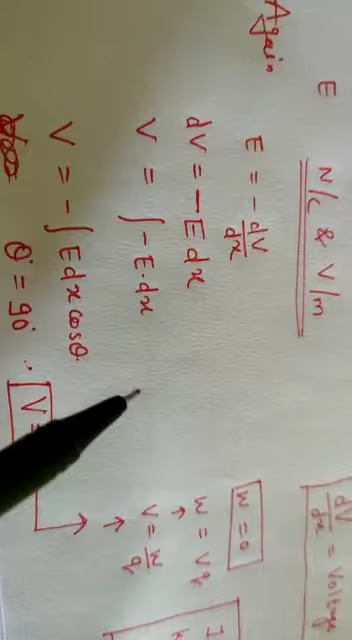 E N/C & V/m
Again
E = - dV/dx
dV = - E dx
V = ∫ - E. dx
V = - ∫ E dx cosθ
θ = 90° ∴ V =
dV/dx = Voltage
W = 0
W = Vq
V = W/q